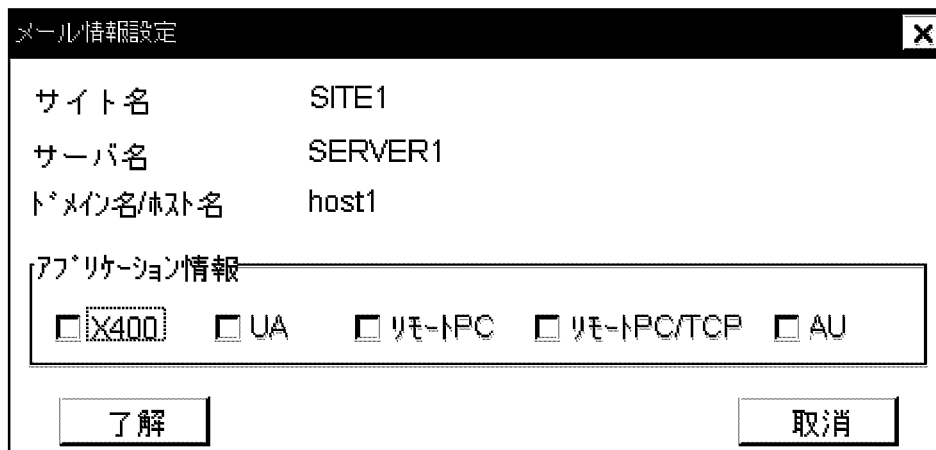 メール情報設定
サイト名 SITE1
サーバ名 SERVER1
ﾄﾞﾒｲﾝ名/ﾎｽﾄ名 host1
ｱﾌﾟﾘｹｰｼｮﾝ情報
X400 UA ﾘﾓｰﾄPC ﾘﾓｰﾄPC/TCP AU
了解 取消